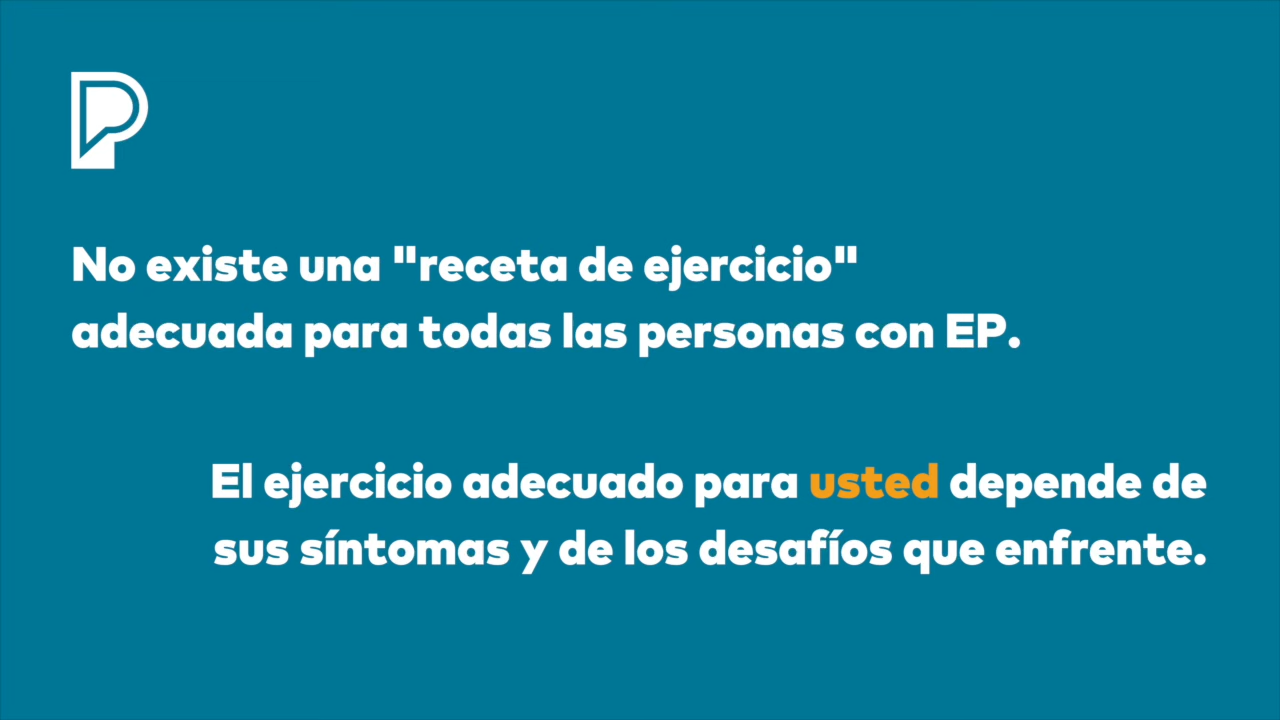 No existe una "receta de ejercicio"
adecuada para todas las personas con EP.
El ejercicio adecuado para usted depende de
sus síntomas y de los desafíos que enfrente.